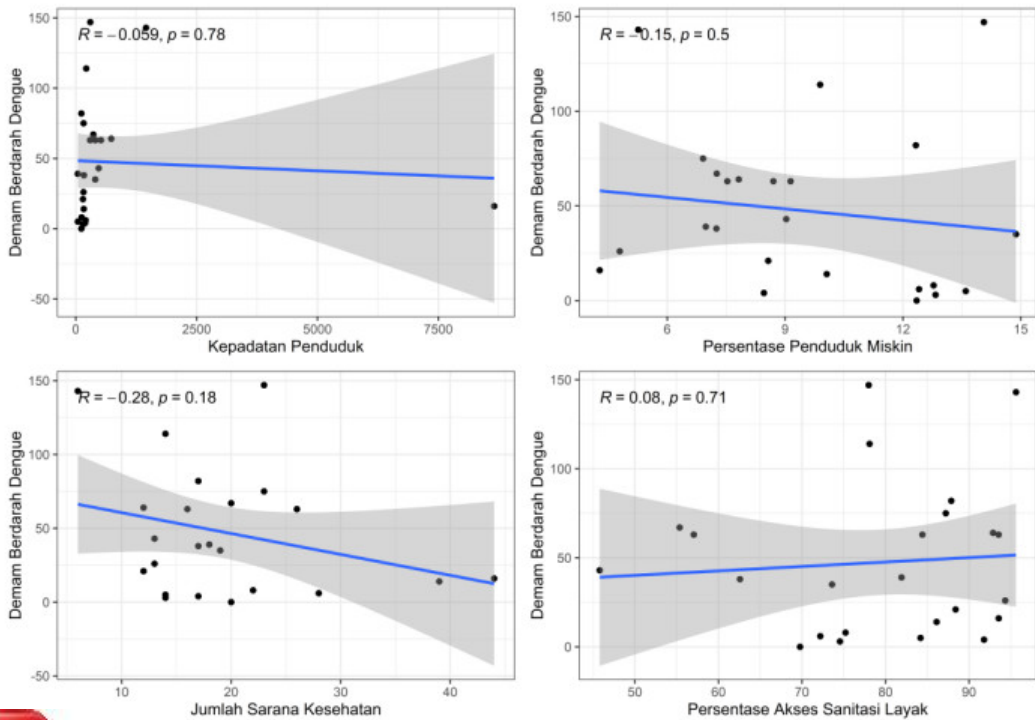 R = −0.059, p = 0.78
150
100
50
0
-50
Demam Berdarah Dengue
0 2500 5000 7500
Kepadatan Penduduk
R = −0.15, p = 0.5
150
100
50
0
Demam Berdarah Dengue
6 9 12 15
Persentase Penduduk Miskin
R = −0.28, p = 0.18
150
100
50
0
-50
Demam Berdarah Dengue
10 20 30 40
Jumlah Sarana Kesehatan
R = 0.08, p = 0.71
150
100
50
0
Demam Berdarah Dengue
50 60 70 80 90
Persentase Akses Sanitasi Layak